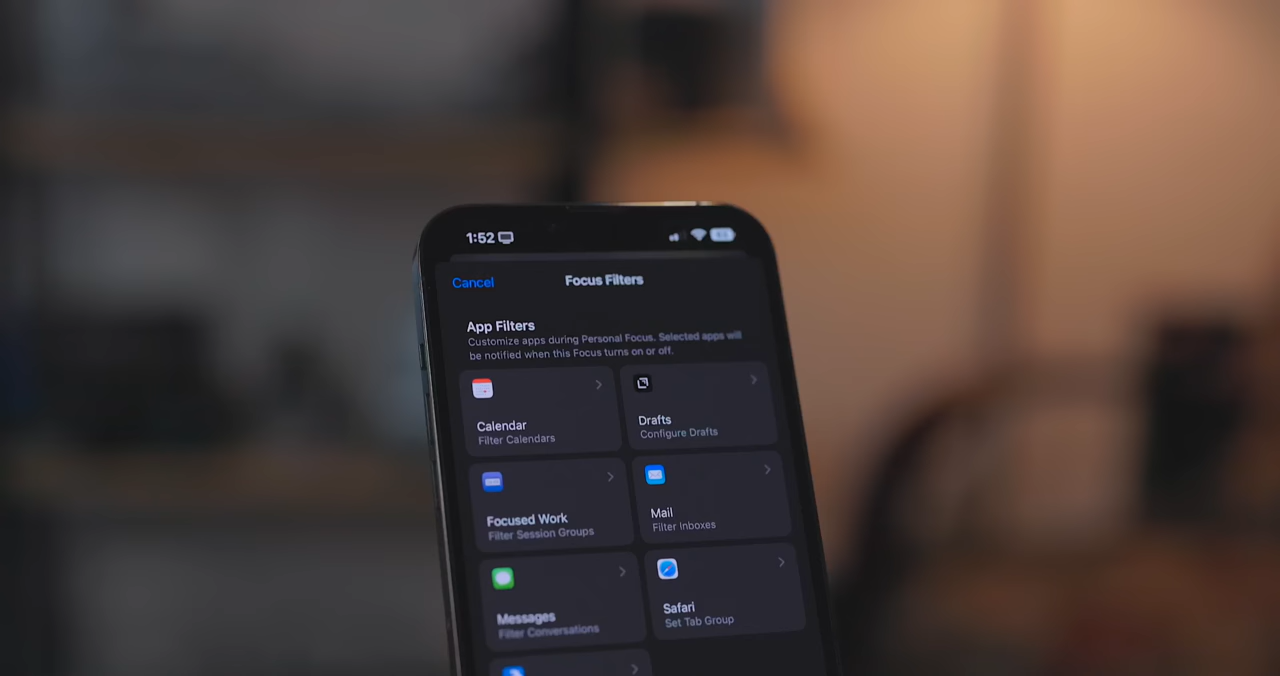 1:52
Cancel
Focus Filters
App Filters
Customize apps during Personal Focus. Selected apps will
be notified when this Focus turns on or off.
Calendar
Filter Calendars
Drafts
Configure Drafts
Focused Work
Filter Session Groups
Mail
Filter Inboxes
Messages
Filter Conversations
Safari
Set Tab Group